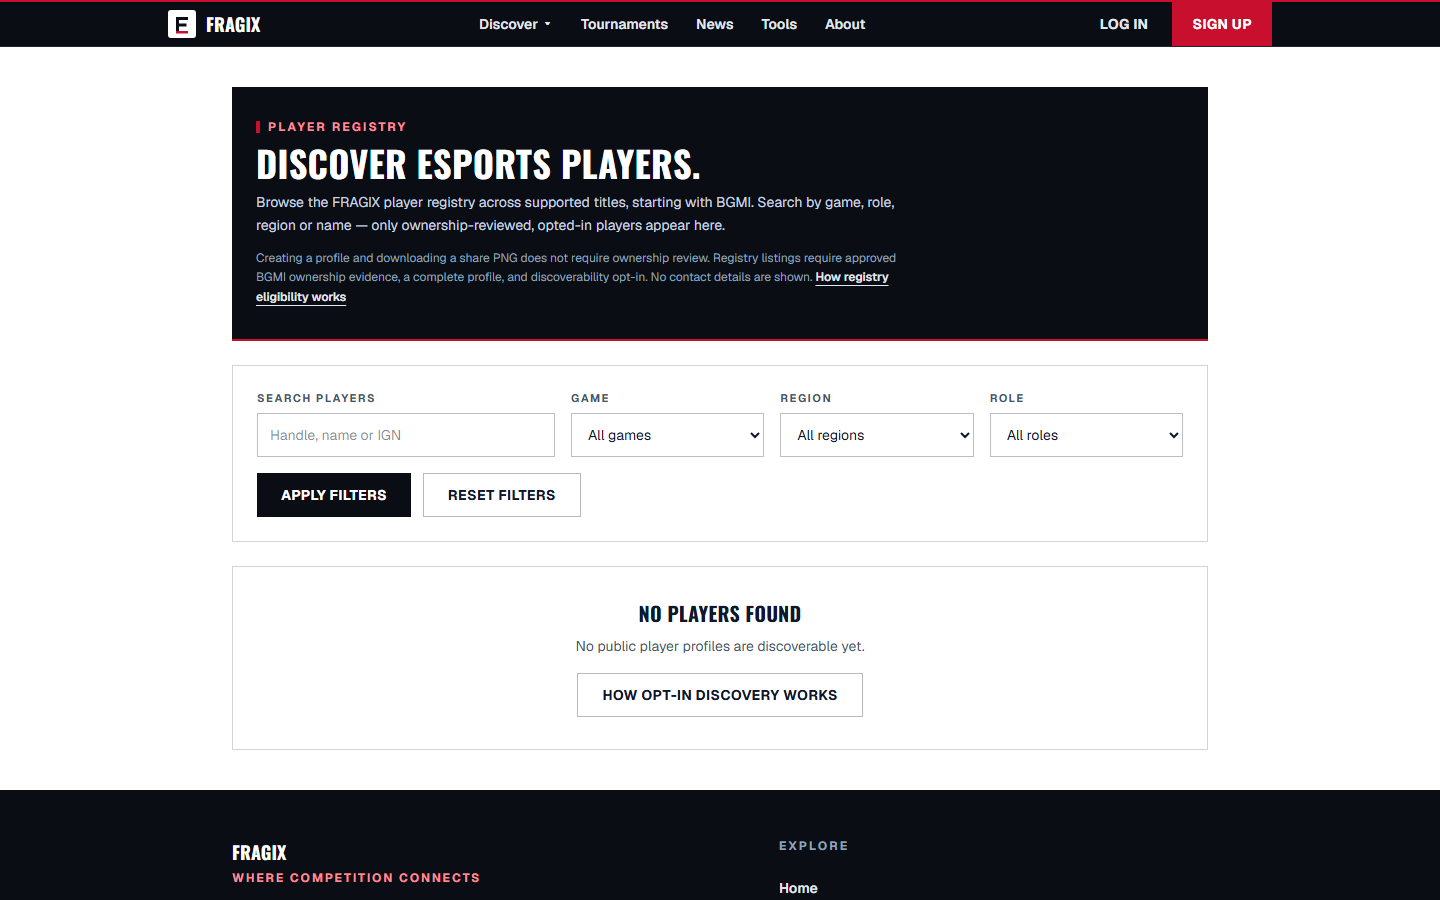 E FRAGIX
Discover Tournaments News Tools About
LOG IN SIGN UP
PLAYER REGISTRY
DISCOVER ESPORTS PLAYERS.
Browse the FRAGIX player registry across supported titles, starting with BGMI. Search by game, role,
region or name — only ownership-reviewed, opted-in players appear here.
Creating a profile and downloading a share PNG does not require ownership review. Registry listings require approved
BGMI ownership evidence, a complete profile, and discoverability opt-in. No contact details are shown. How registry
eligibility works
SEARCH PLAYERS GAME REGION ROLE
Handle, name or IGN All games All regions All roles
APPLY FILTERS RESET FILTERS
NO PLAYERS FOUND
No public player profiles are discoverable yet.
HOW OPT-IN DISCOVERY WORKS
FRAGIX
WHERE COMPETITION CONNECTS
EXPLORE
Home